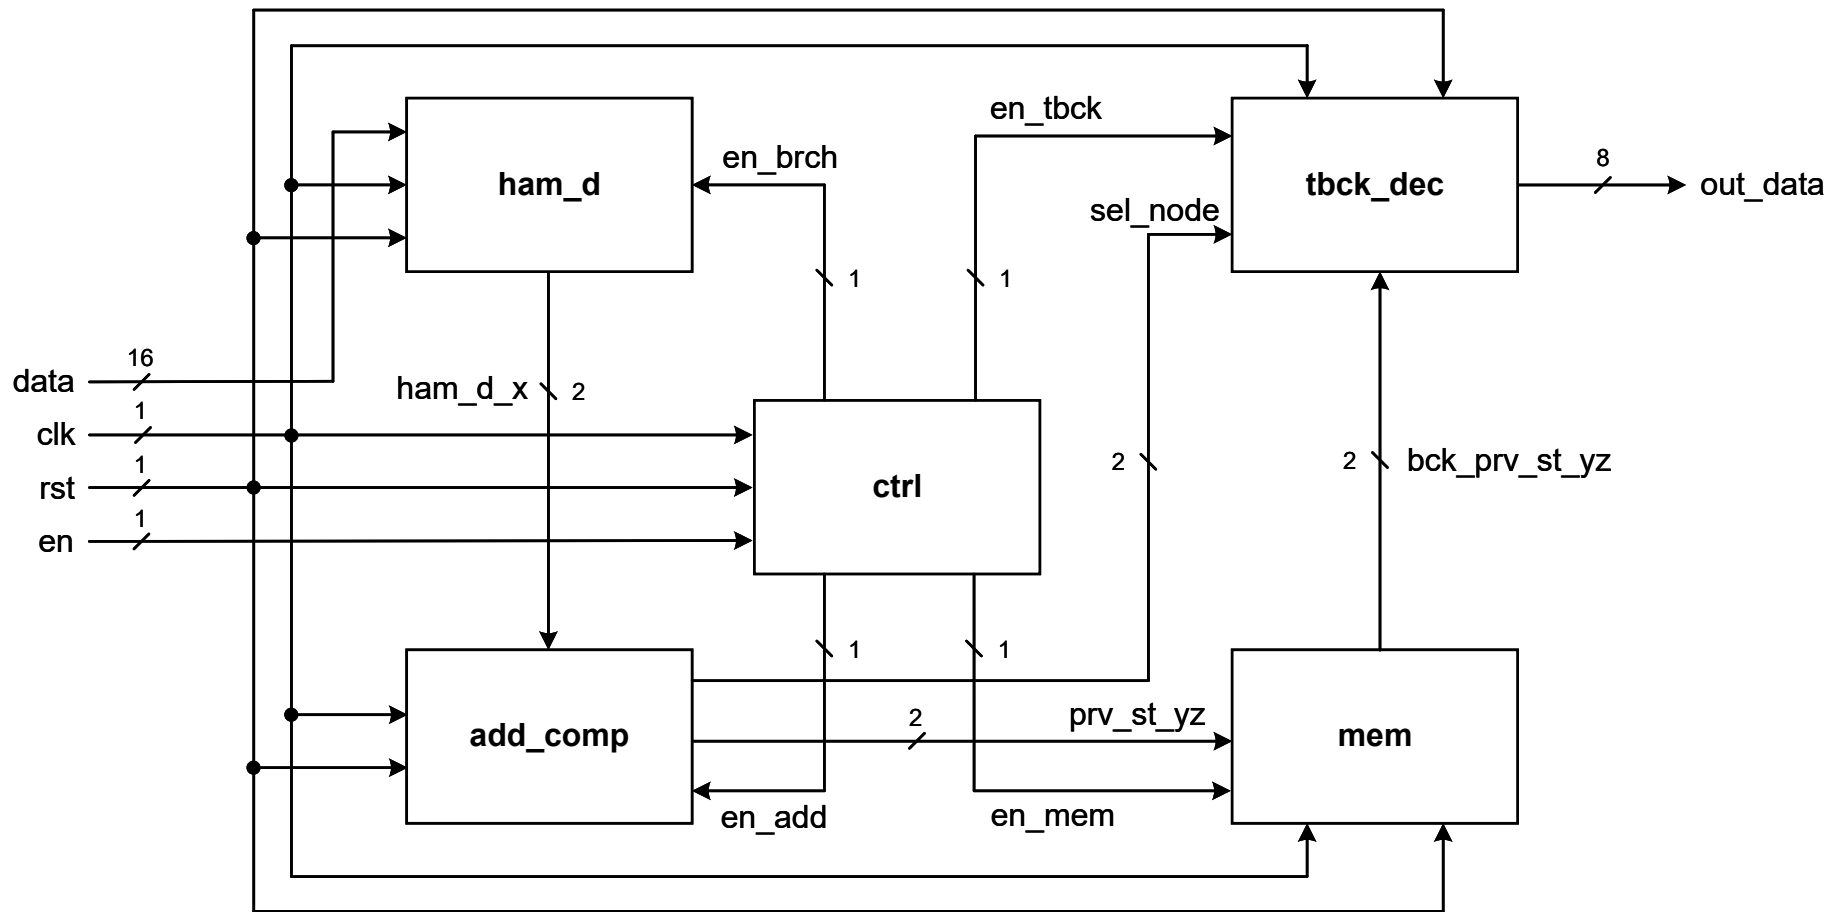 en_tbck
en_brch
8
ham_d
tbck_dec
out_data
sel_node
1
1
16
data
ham_d_x
2
1
clk
2
bck_prv_st_yz
1
rst
ctrl
1
en
1
1
2
prv_st_yz
add_comp
mem
en_add
en_mem
2